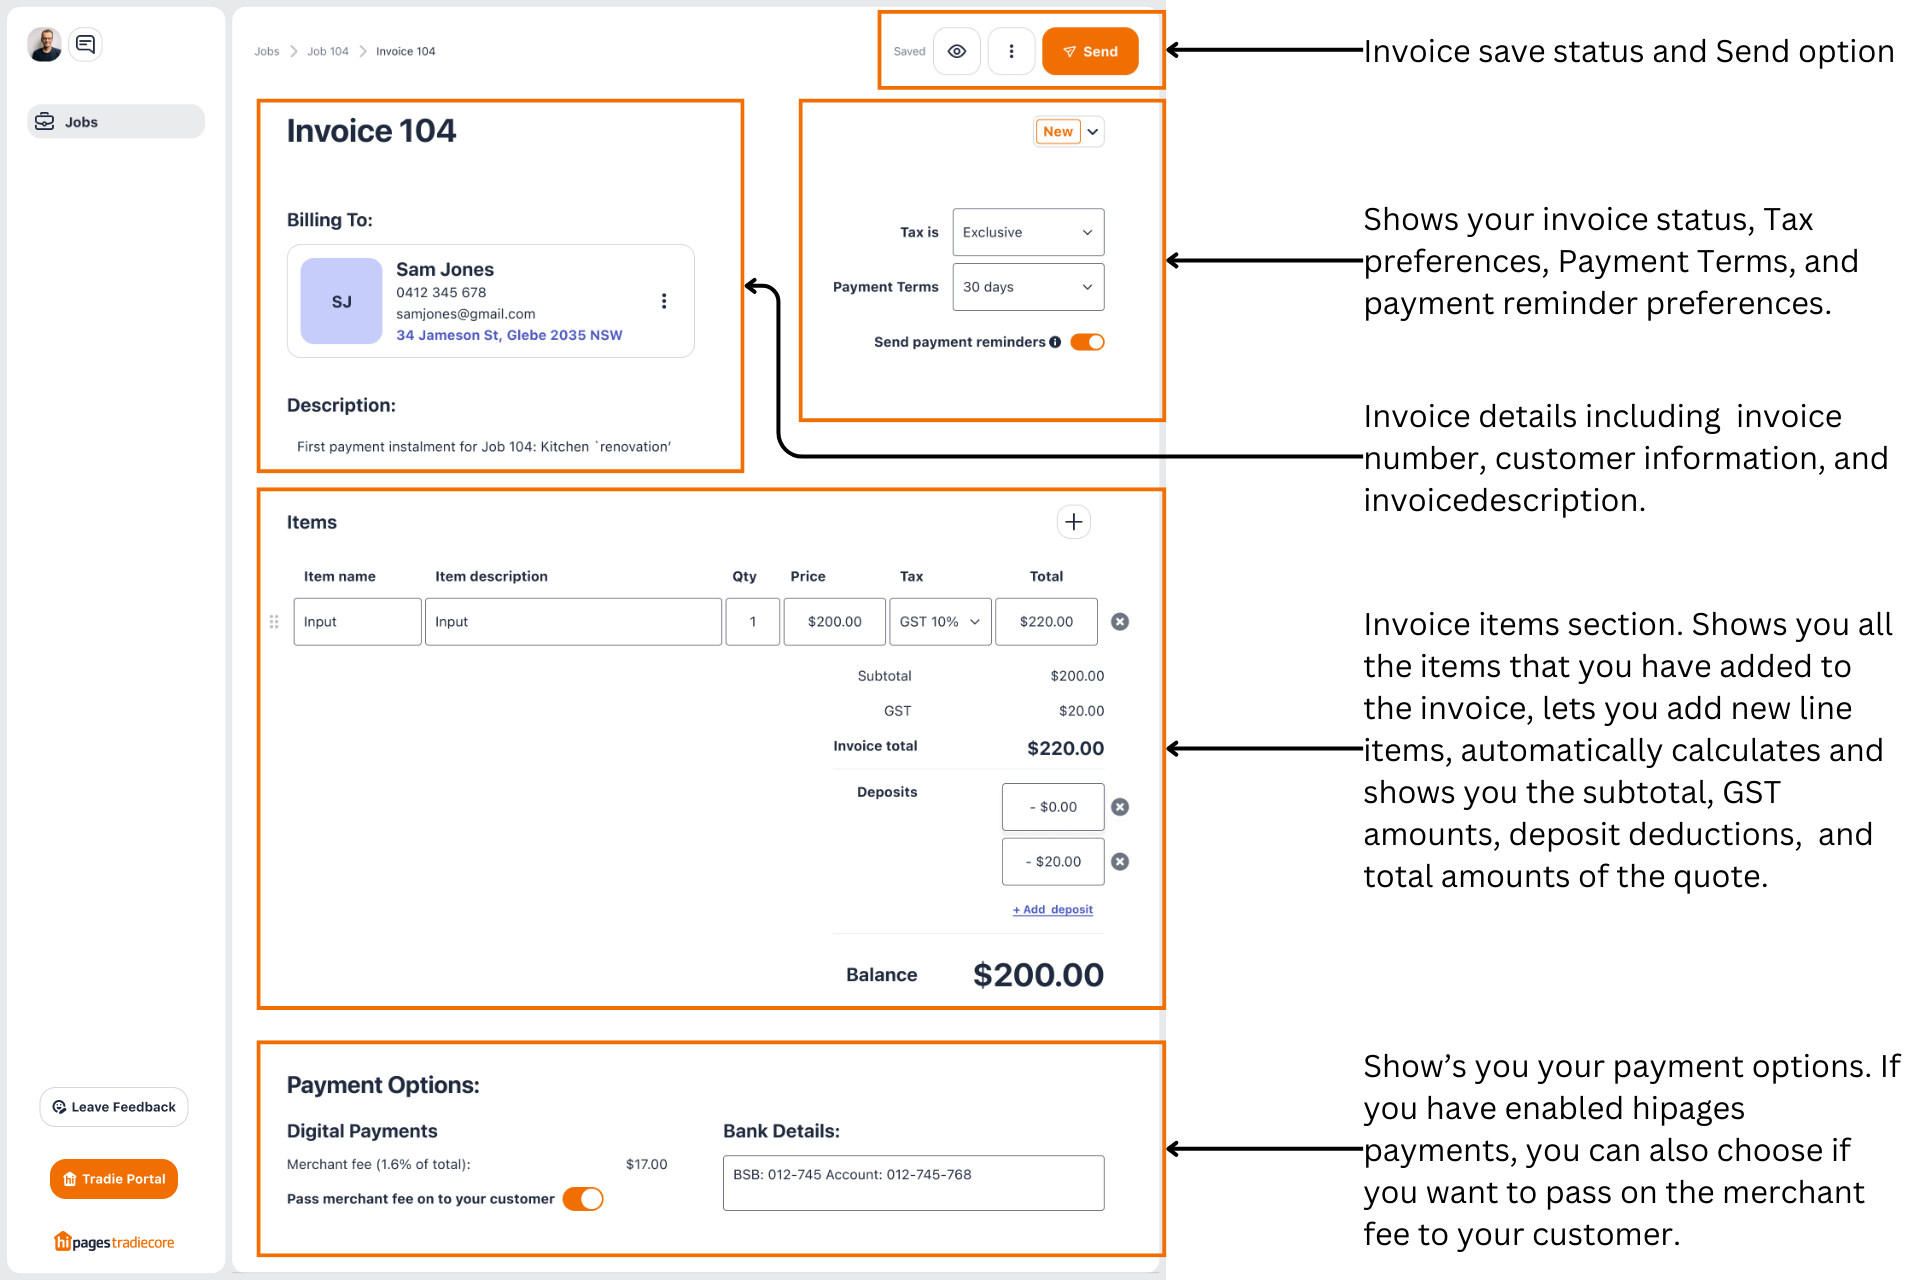 Jobs
Leave Feedback
hi Tradie Portal
hipagestradiecore
Jobs > Job 104 > Invoice 104
Saved
Send
Invoice 104
Billing To:
SJ
Sam Jones
0412 345 678
samjones@gmail.com
34 Jameson St, Glebe 2035 NSW
Description:
First payment instalment for Job 104: Kitchen `renovation’
New
Tax is Exclusive
Payment Terms 30 days
Send payment reminders
Items
Item name Item description Qty Price Tax Total
Input Input 1 $200.00 GST 10% $220.00
Subtotal $200.00
GST $20.00
Invoice total $220.00
Deposits - $0.00
- $20.00
+ Add deposit
Balance $200.00
Payment Options:
Digital Payments
Merchant fee (1.6% of total): $17.00
Pass merchant fee on to your customer
Bank Details:
BSB: 012-745 Account: 012-745-768
Invoice save status and Send option
Shows your invoice status, Tax
preferences, Payment Terms, and
payment reminder preferences.
Invoice details including  invoice
number, customer information, and
invoicedescription.
Invoice items section. Shows you all
the items that you have added to
the invoice, lets you add new line
items, automatically calculates and
shows you the subtotal, GST
amounts, deposit deductions,  and
total amounts of the quote.
Show’s you your payment options. If
you have enabled hipages
payments, you can also choose if
you want to pass on the merchant
fee to your customer.